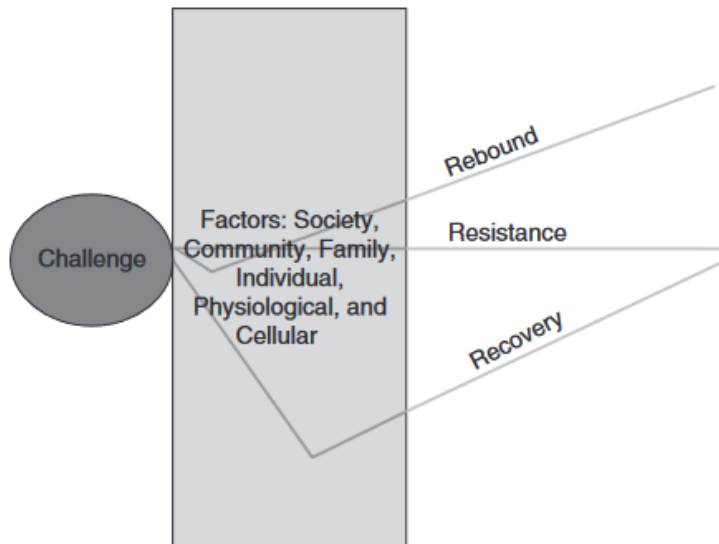 Rebound
Factors: Society,
Community, Family,
Individual,
Physiological, and
Cellular
Resistance
Challenge
Recovery